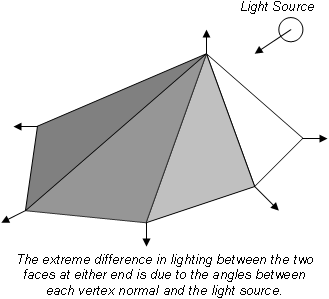 Light Source
The extreme difference in lighting between the two
faces at either end is due to the angles between
each vertex normal and the light source.